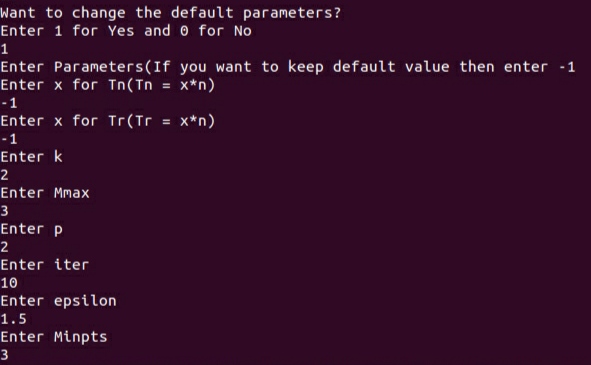 Want to change the default parameters?
Enter 1 for Yes and 0 for No
1
Enter Parameters(If you want to keep default value then enter -1
Enter x for Tn(Tn = x*n)
-1
Enter x for Tr(Tr = x*n)
-1
Enter k
2
Enter Mmax
3
Enter p
2
Enter iter
10
Enter epsilon
1.5
Enter Minpts
3